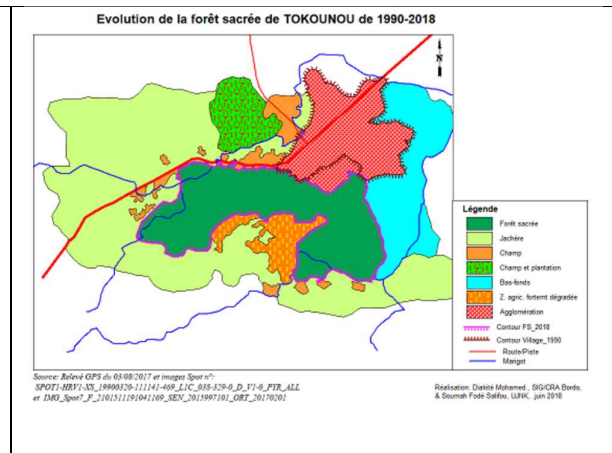 Evolution de la forêt sacrée de TOKOUNOU de 1990-2018
N
Légende
Forêt sacrée
Jachère
Champ
Champ et plantation
Bas-fonds
Z. agric. fortemt dégradée
Agglomération
Contour FS_2018
Contour Village_1990
Route/Piste
Marigot
Source: Relevé GPS du 03/08/2017 et images Spot n°:
SPOT1-HRV1-XS_19900320-111141-469_L1C_038-329-0_D_V1-0_PYR_ALL
et IMG_Spot7_F_2101511191041109_SEN_2015997101_ORT_20170201
Réalisation: Diakité Mohamed., SIG/CRA Bordo,
& Soumah Fodé Salifou, UJNK, juin 2018